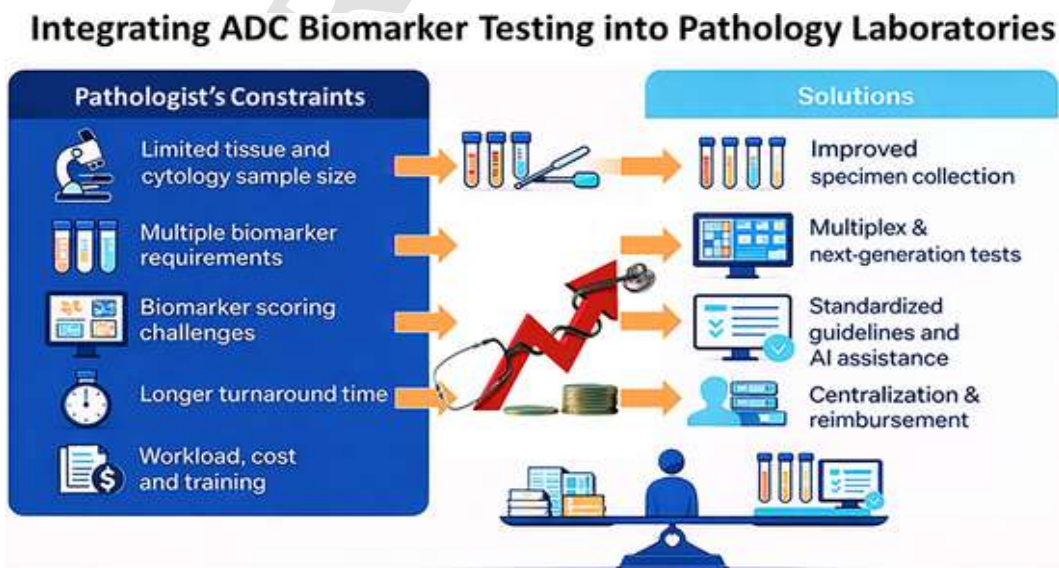 Integrating ADC Biomarker Testing into Pathology Laboratories
Pathologist's Constraints
Limited tissue and
cytology sample size
Multiple biomarker
requirements
Biomarker scoring
challenges
Longer turnaround time
Workload, cost
and training
$
Solutions
Improved
specimen collection
Multiplex &
next-generation tests
Standardized
guidelines and
AI assistance
Centralization &
reimbursement